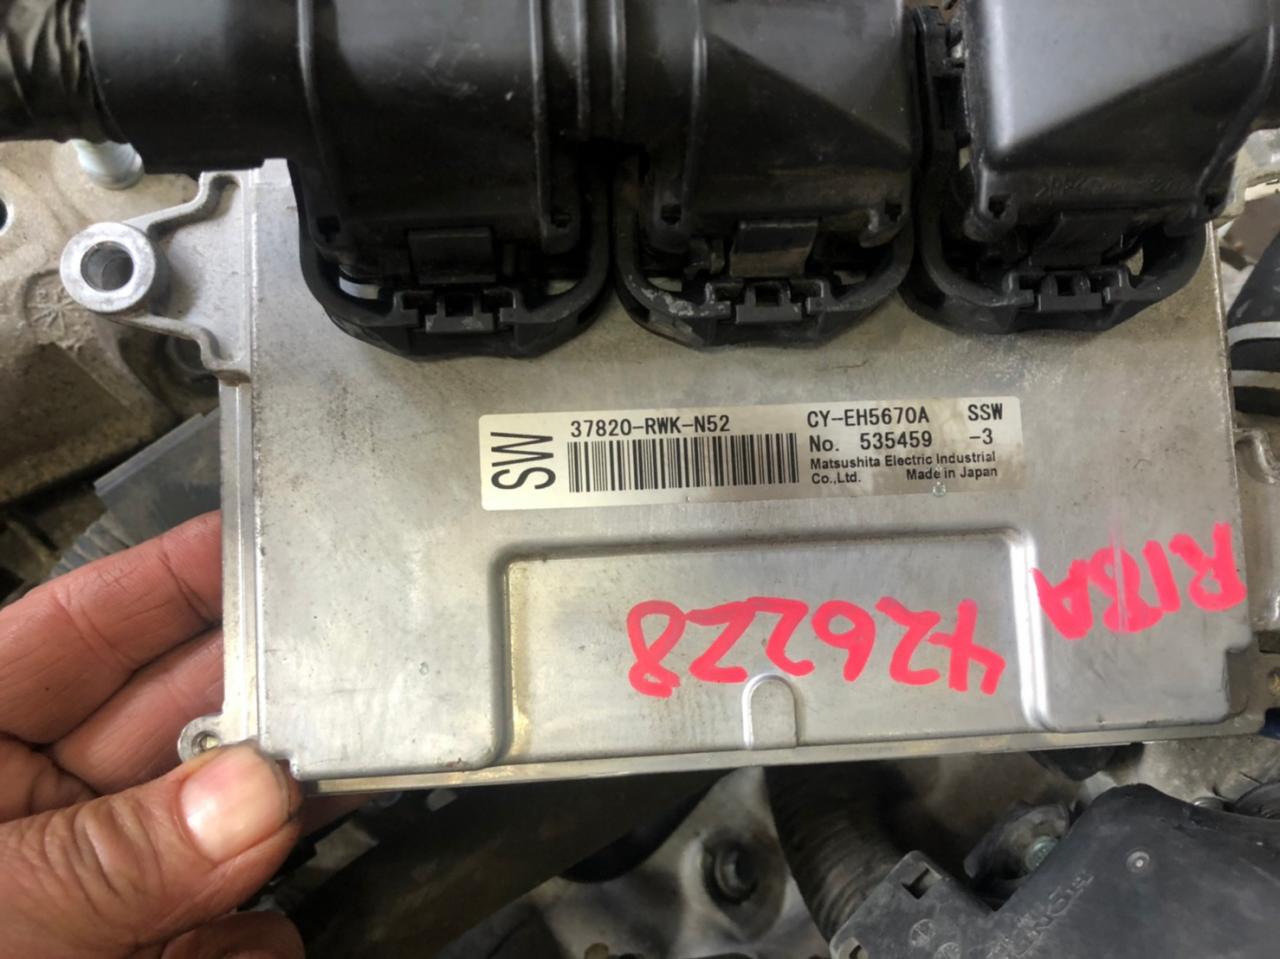 SW
37820-RWK-N52
CY-EH5670A SSW
No. 535459 -3
Matsushita Electric Industrial
Co.,Ltd. Made in Japan
R18A
426228